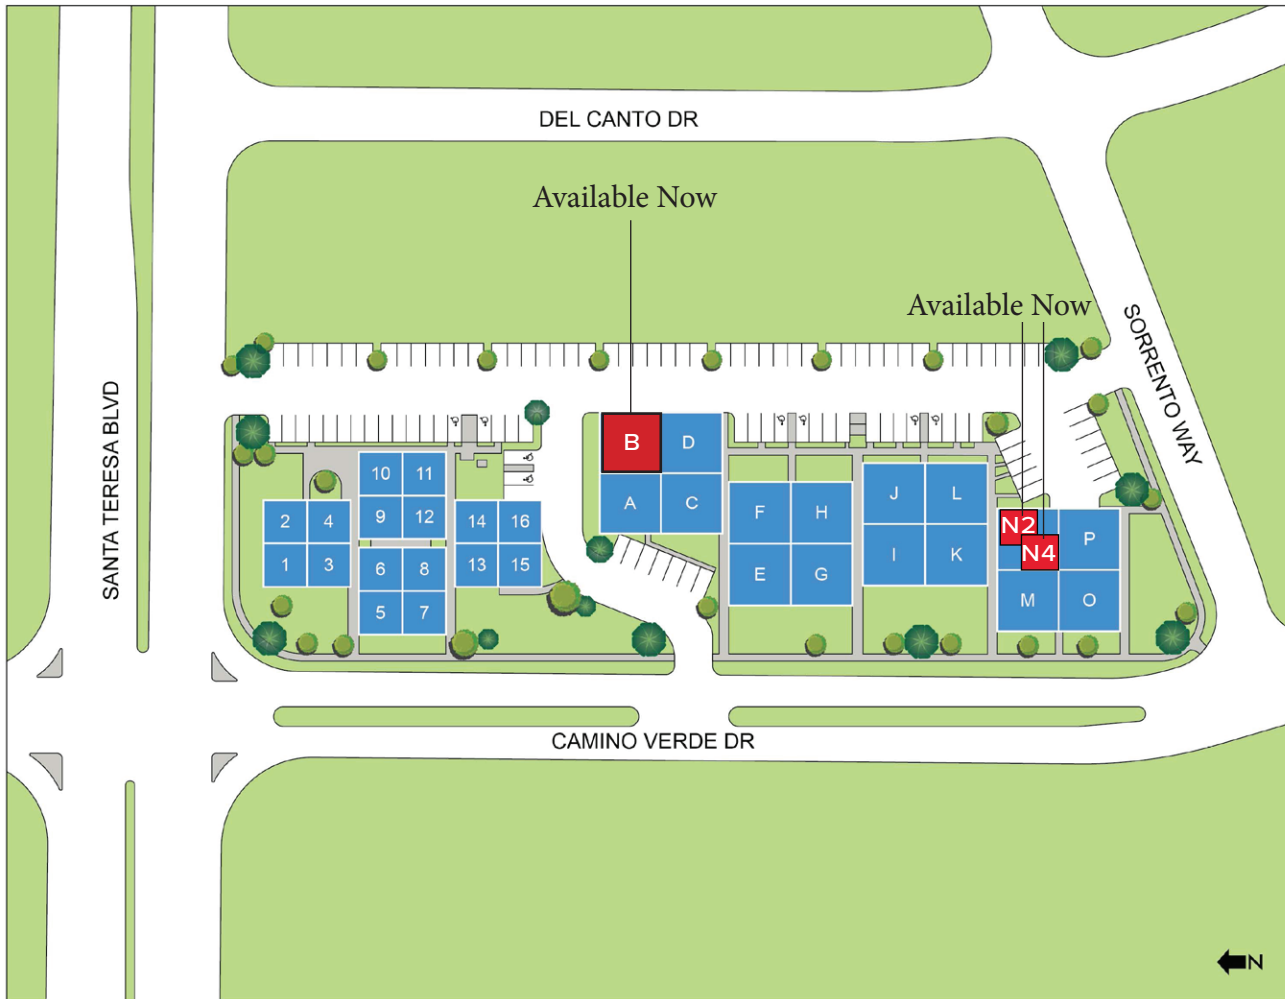 DEL CANTO DR
Available Now
Available Now
SORRENTO WAY
SANTA TERESA BLVD
B
D
A
C
10
11
9
12
2
4
1
3
14
16
13
15
6
8
5
7
F
H
E
G
J
L
I
K
N2
N4
P
M
O
CAMINO VERDE DR
N